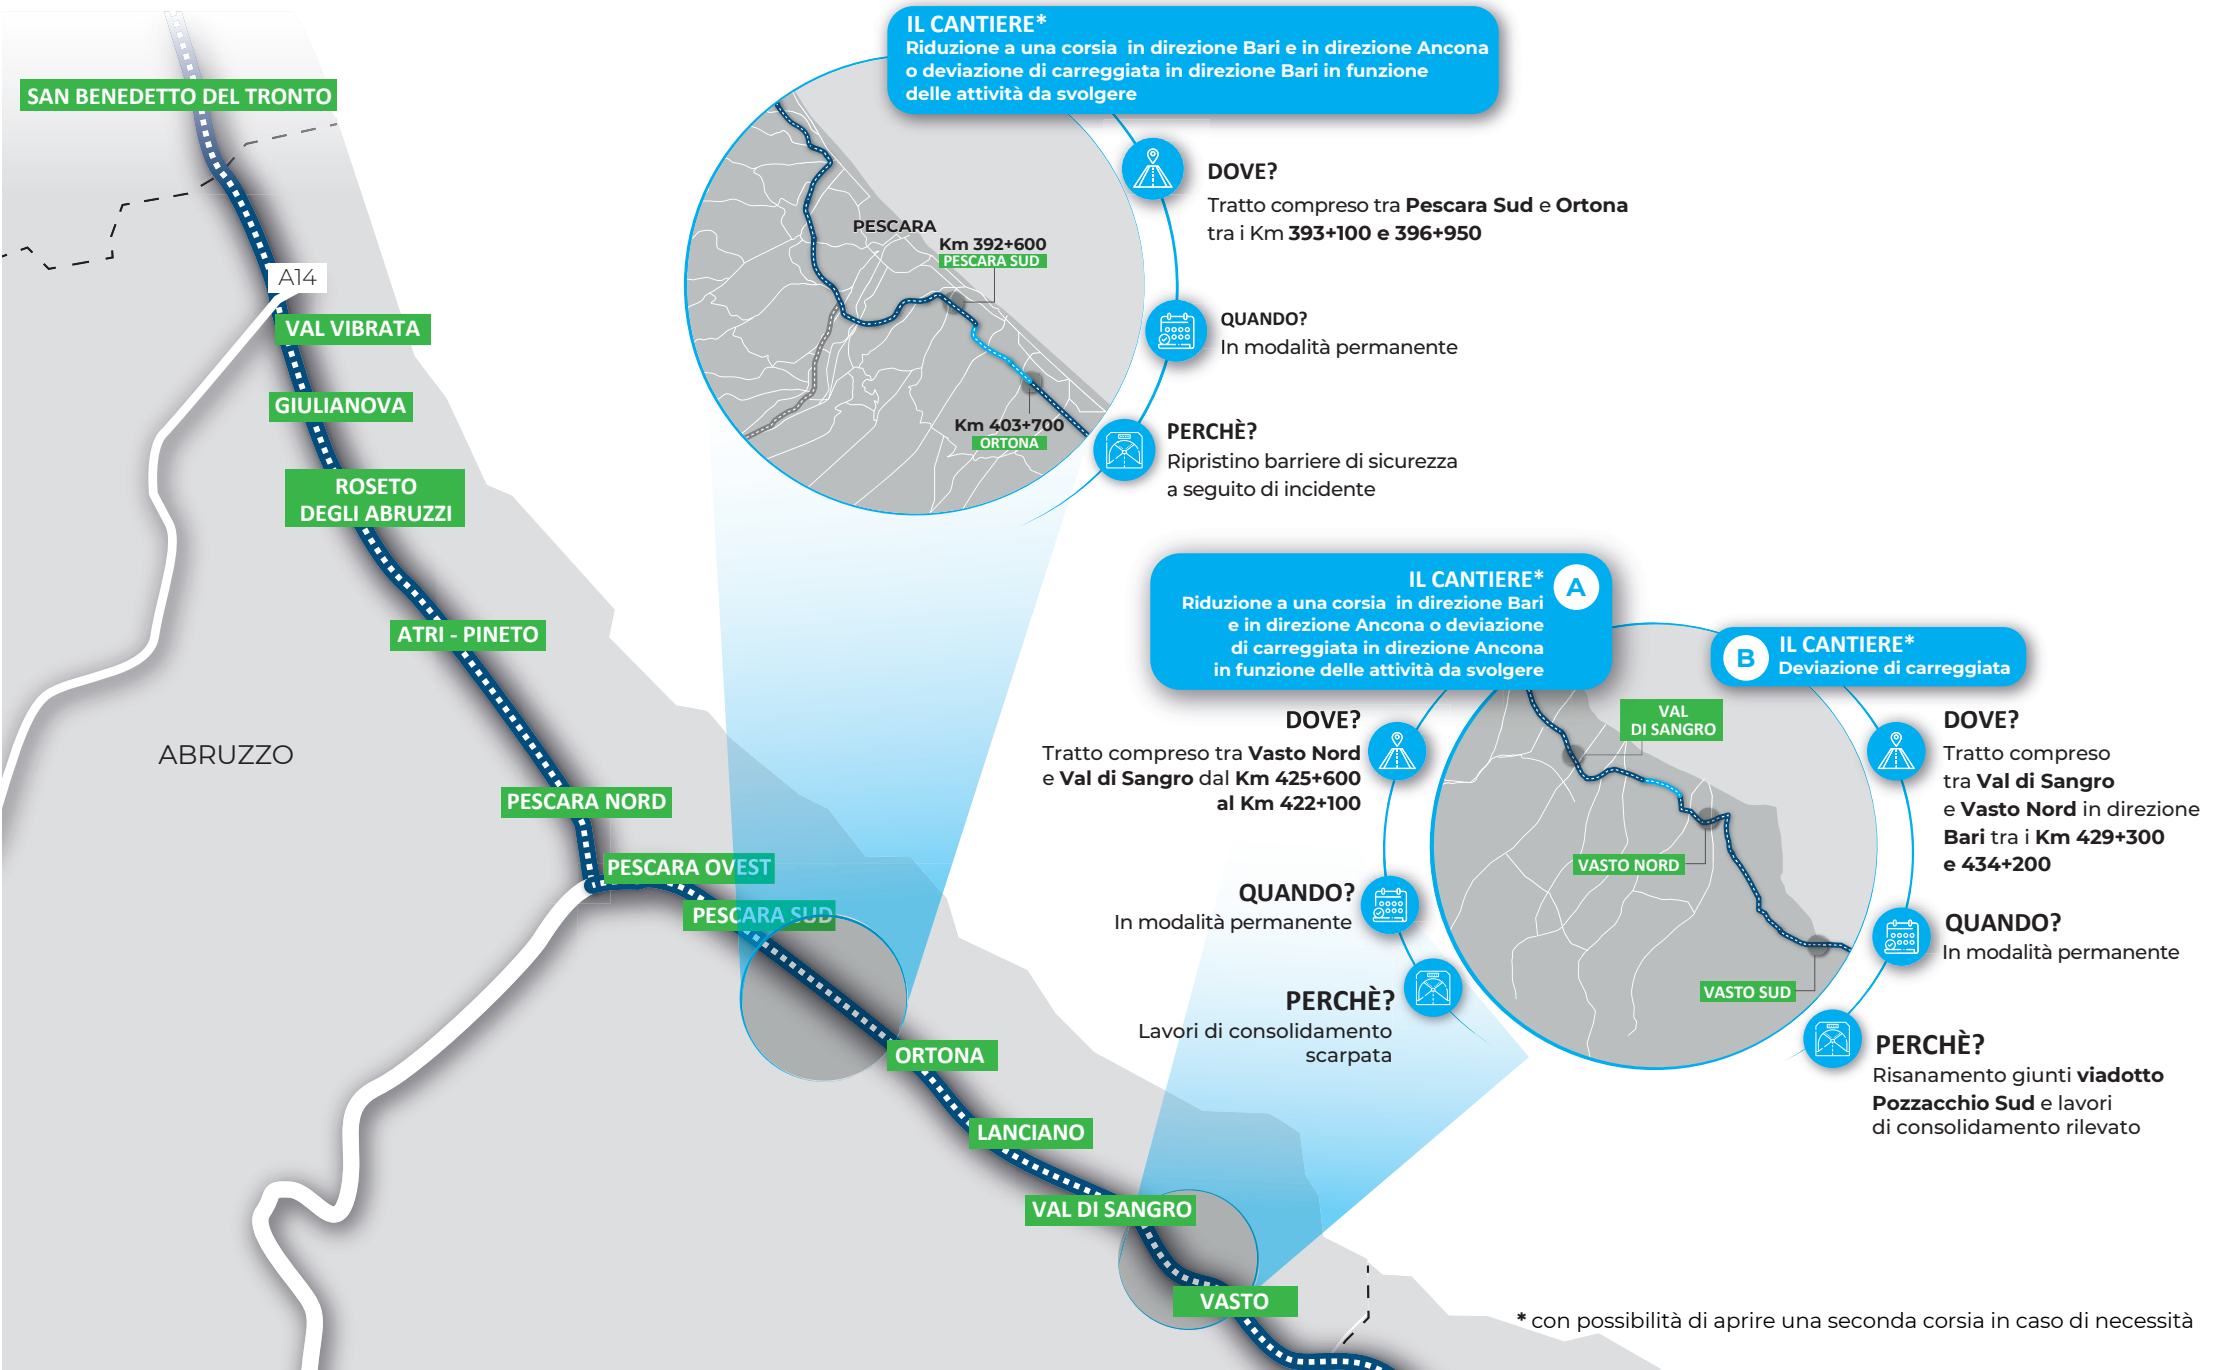 SAN BENEDETTO DEL TRONTO
A14
VAL VIBRATA
GIULIANOVA
ROSETO
DEGLI ABRUZZI
ATRI - PINETO
ABRUZZO
PESCARA NORD
PESCARA OVEST
PESCARA SUD
ORTONA
LANCIANO
VAL DI SANGRO
VASTO
IL CANTIERE*
Riduzione a una corsia in direzione Bari e in direzione Ancona
o deviazione di carreggiata in direzione Bari in funzione
delle attività da svolgere
PESCARA
Km 392+600
PESCARA SUD
Km 403+700
ORTONA
DOVE?
Tratto compreso tra Pescara Sud e Ortona
tra i Km 393+100 e 396+950
QUANDO?
In modalità permanente
PERCHÈ?
Ripristino barriere di sicurezza
a seguito di incidente
IL CANTIERE*
A
Riduzione a una corsia in direzione Bari
e in direzione Ancona o deviazione
di carreggiata in direzione Ancona
in funzione delle attività da svolgere
DOVE?
Tratto compreso tra Vasto Nord
e Val di Sangro dal Km 425+600
al Km 422+100
QUANDO?
In modalità permanente
PERCHÈ?
Lavori di consolidamento
scarpata
VAL
DI SANGRO
VASTO NORD
VASTO SUD
B
IL CANTIERE*
Deviazione di carreggiata
DOVE?
Tratto compreso
tra Val di Sangro
e Vasto Nord in direzione
Bari tra i Km 429+300
e 434+200
QUANDO?
In modalità permanente
PERCHÈ?
Risanamento giunti viadotto
Pozzacchio Sud e lavori
di consolidamento rilevato
* con possibilità di aprire una seconda corsia in caso di necessità